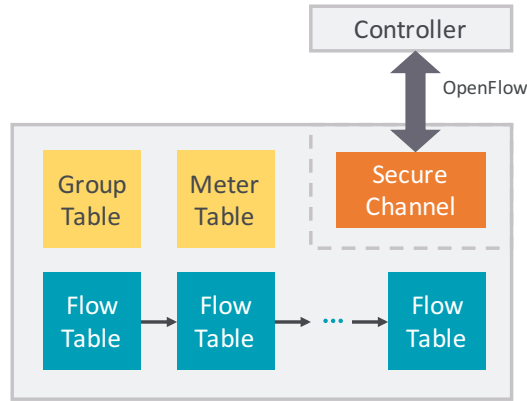 Controller
OpenFlow
Group
Table
Meter
Table
Secure
Channel
Flow
Table
Flow
Table
...
Flow
Table